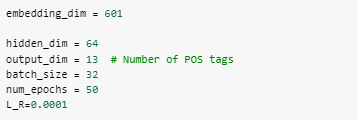 embedding_dim = 601
hidden_dim = 64
output_dim = 13  # Number of POS tags
batch_size = 32
num_epochs = 50
L_R=0.0001